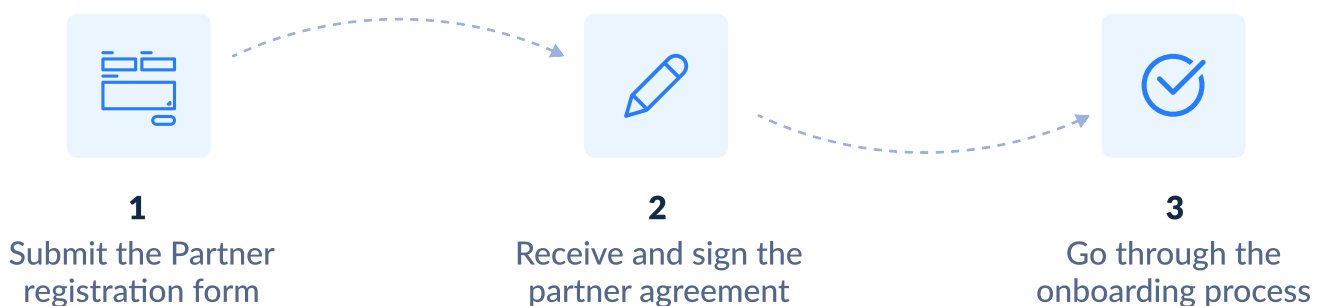 1
Submit the Partner
registration form
2
Receive and sign the
partner agreement
3
Go through the
onboarding process